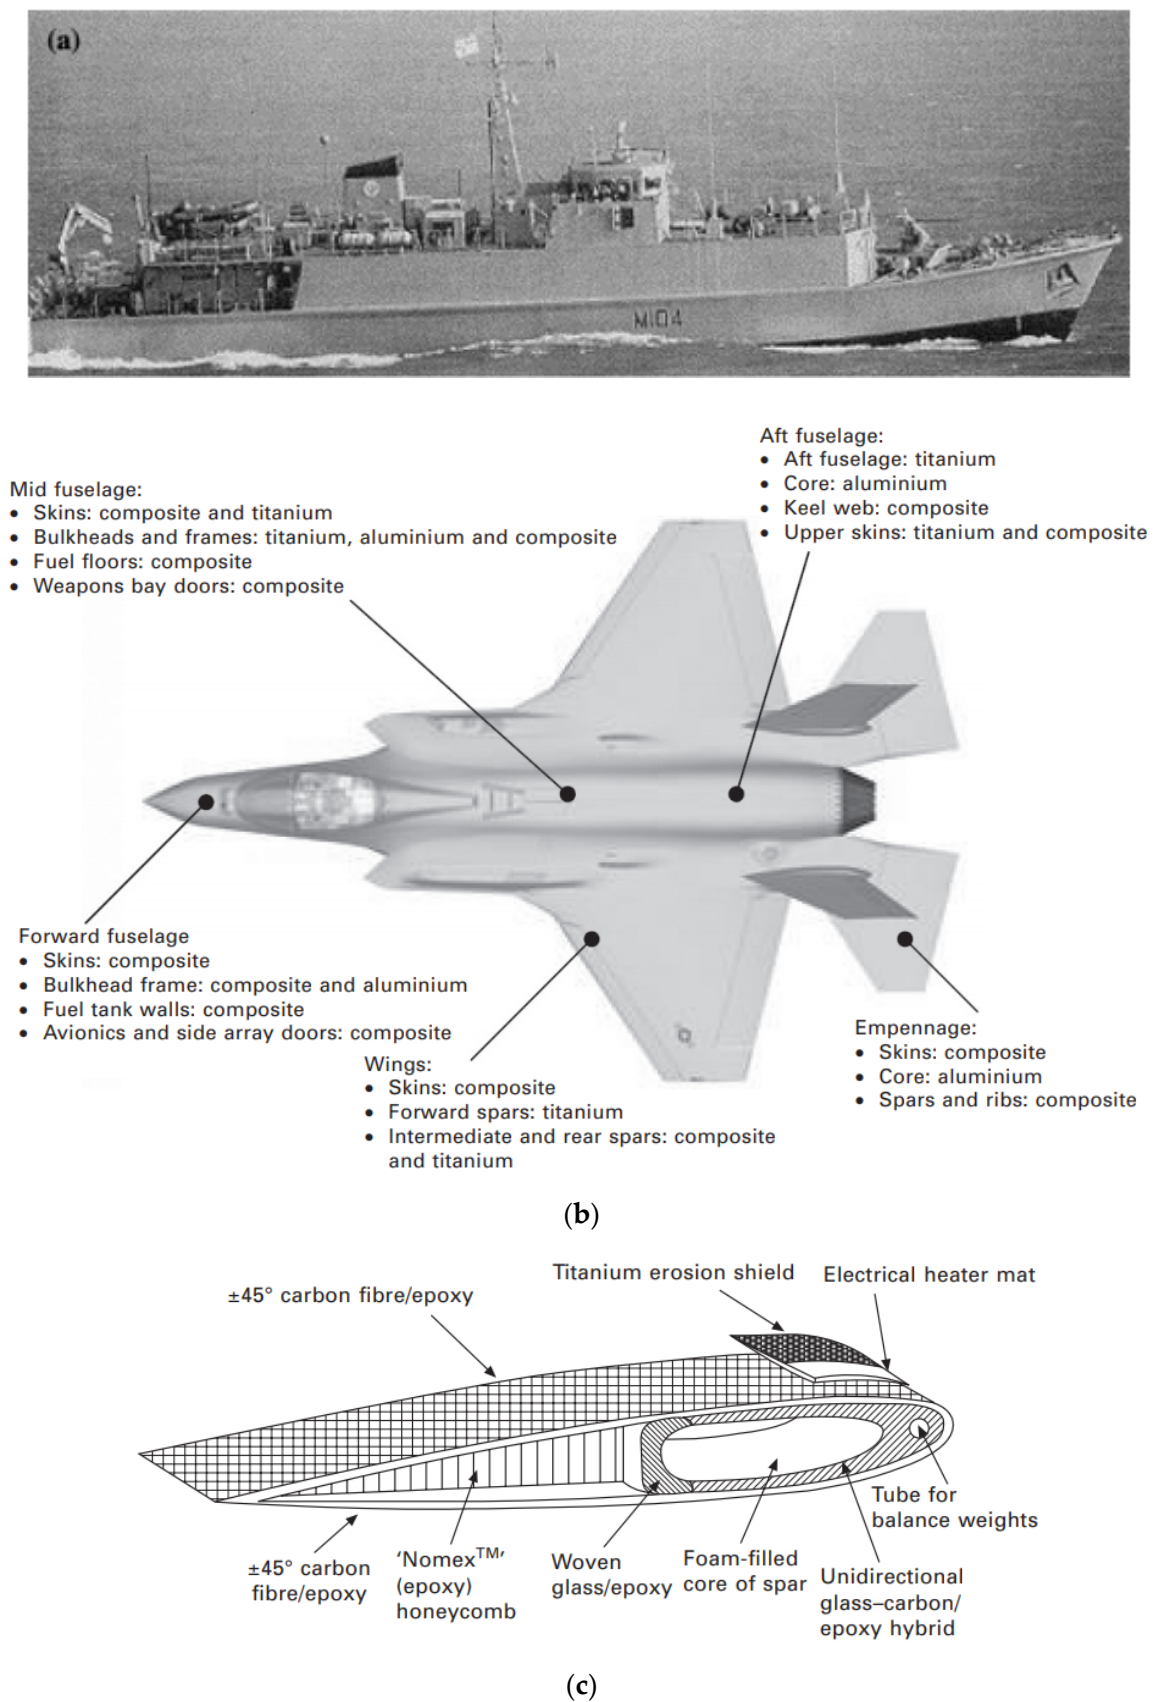 (a)
M104
Aft fuselage:
• Aft fuselage: titanium
• Core: aluminium
• Keel web: composite
• Upper skins: titanium and composite
Mid fuselage:
• Skins: composite and titanium
• Bulkheads and frames: titanium, aluminium and composite
• Fuel floors: composite
• Weapons bay doors: composite
Forward fuselage
• Skins: composite
• Bulkhead frame: composite and aluminium
• Fuel tank walls: composite
• Avionics and side array doors: composite
Wings:
• Skins: composite
• Forward spars: titanium
• Intermediate and rear spars: composite
and titanium
Empennage:
• Skins: composite
• Core: aluminium
• Spars and ribs: composite
(b)
Titanium erosion shield
Electrical heater mat
±45° carbon fibre/epoxy
Tube for
balance weights
±45° carbon
fibre/epoxy
‘Nomex™’
(epoxy)
honeycomb
Woven
glass/epoxy
Foam-filled
core of spar
Unidirectional
glass–carbon/
epoxy hybrid
(c)